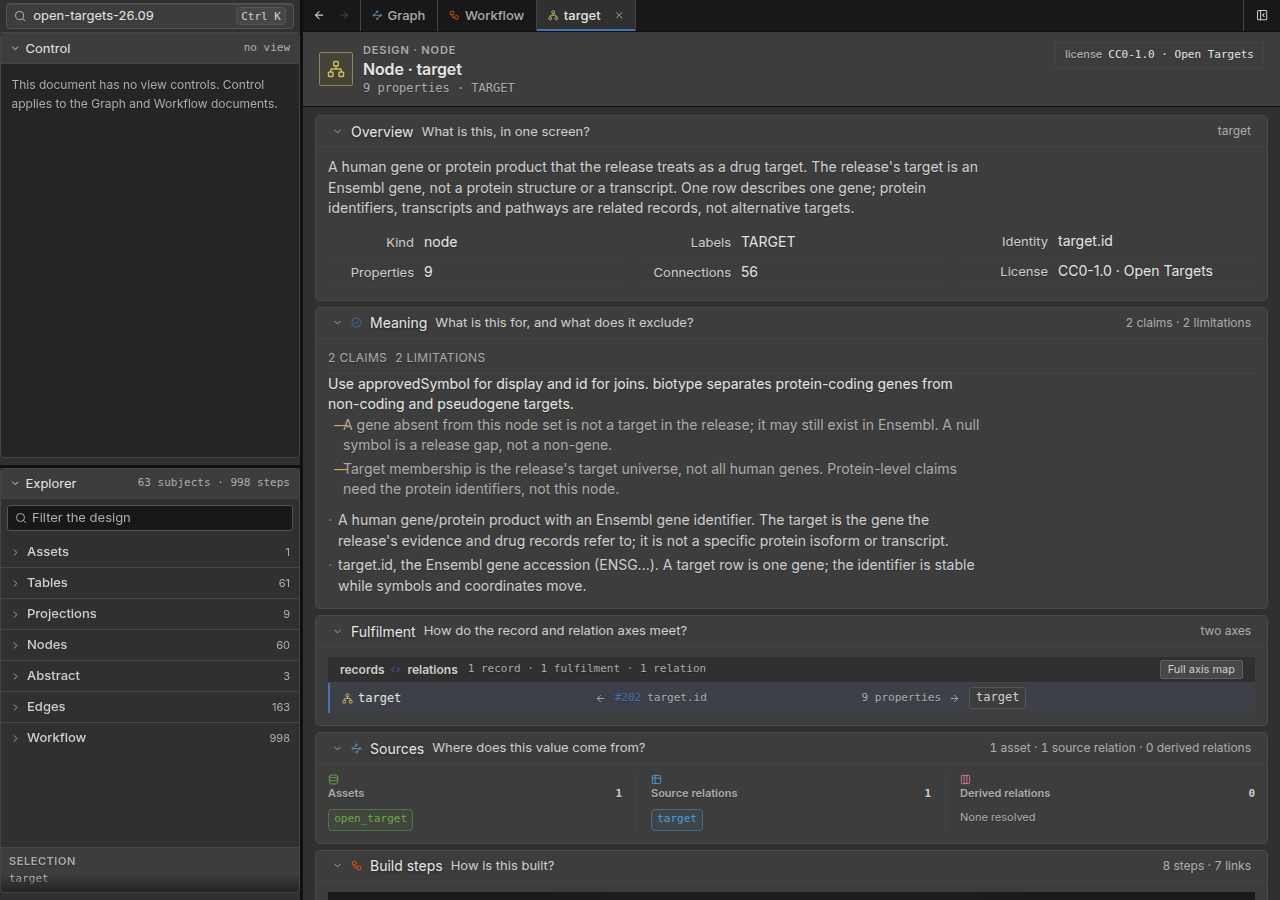 open-targets-26.09
Ctrl K
Control
no view
This document has no view controls. Control
applies to the Graph and Workflow documents.
Explorer
63 subjects · 998 steps
Filter the design
Assets
1
Tables
61
Projections
9
Nodes
60
Abstract
3
Edges
163
Workflow
998
SELECTION
target
Graph
Workflow
target
DESIGN · NODE
Node · target
9 properties · TARGET
license CC0-1.0 · Open Targets
Overview What is this, in one screen?
target
A human gene or protein product that the release treats as a drug target. The release's target is an
Ensembl gene, not a protein structure or a transcript. One row describes one gene; protein
identifiers, transcripts and pathways are related records, not alternative targets.
Kind node
Labels TARGET
Identity target.id
Properties 9
Connections 56
License CC0-1.0 · Open Targets
Meaning What is this for, and what does it exclude?
2 claims · 2 limitations
2 CLAIMS 2 LIMITATIONS
Use approvedSymbol for display and id for joins. biotype separates protein-coding genes from
non-coding and pseudogene targets.
—A gene absent from this node set is not a target in the release; it may still exist in Ensembl. A null
symbol is a release gap, not a non-gene.
—Target membership is the release's target universe, not all human genes. Protein-level claims
need the protein identifiers, not this node.
· A human gene/protein product with an Ensembl gene identifier. The target is the gene the
release's evidence and drug records refer to; it is not a specific protein isoform or transcript.
· target.id, the Ensembl gene accession (ENSG…). A target row is one gene; the identifier is stable
while symbols and coordinates move.
Fulfilment How do the record and relation axes meet?
two axes
records relations 1 record · 1 fulfilment · 1 relation
Full axis map
target
← #202 target.id
9 properties → target
Sources Where does this value come from?
1 asset · 1 source relation · 0 derived relations
Assets 1
Source relations 1
Derived relations 0
open_target
target
None resolved
Build steps How is this built?
8 steps · 7 links